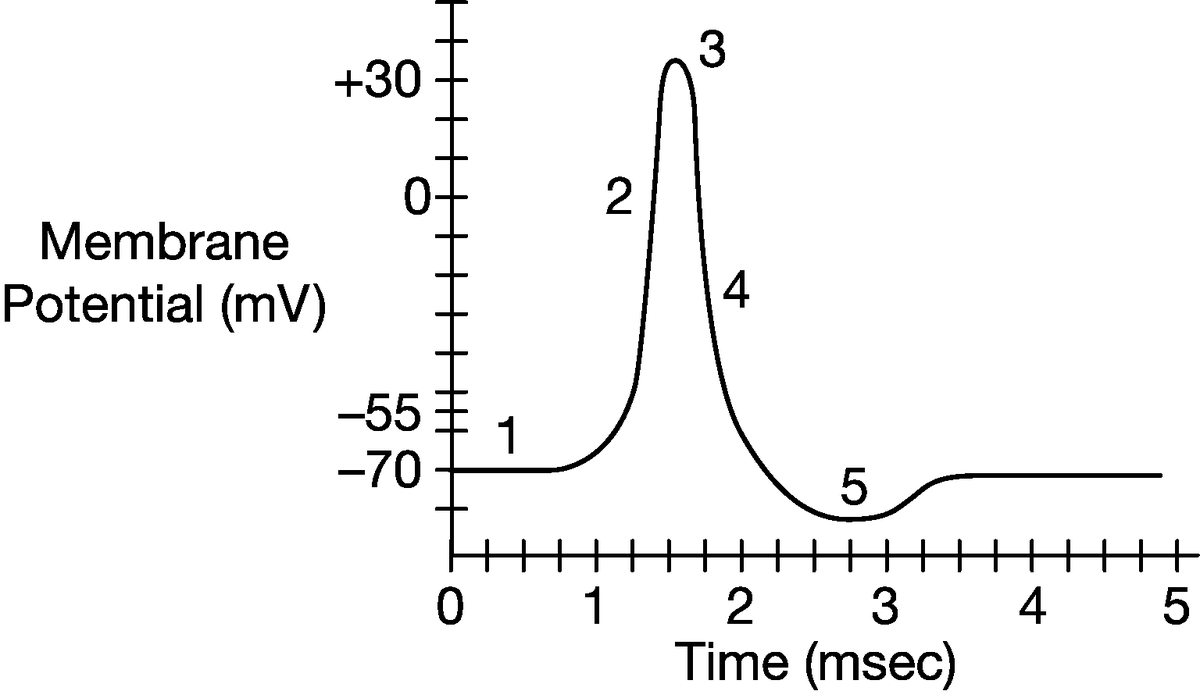 +30
0
Membrane
Potential (mV)
–55
–70
1
2
3
4
5
0 1 2 3 4 5
Time (msec)